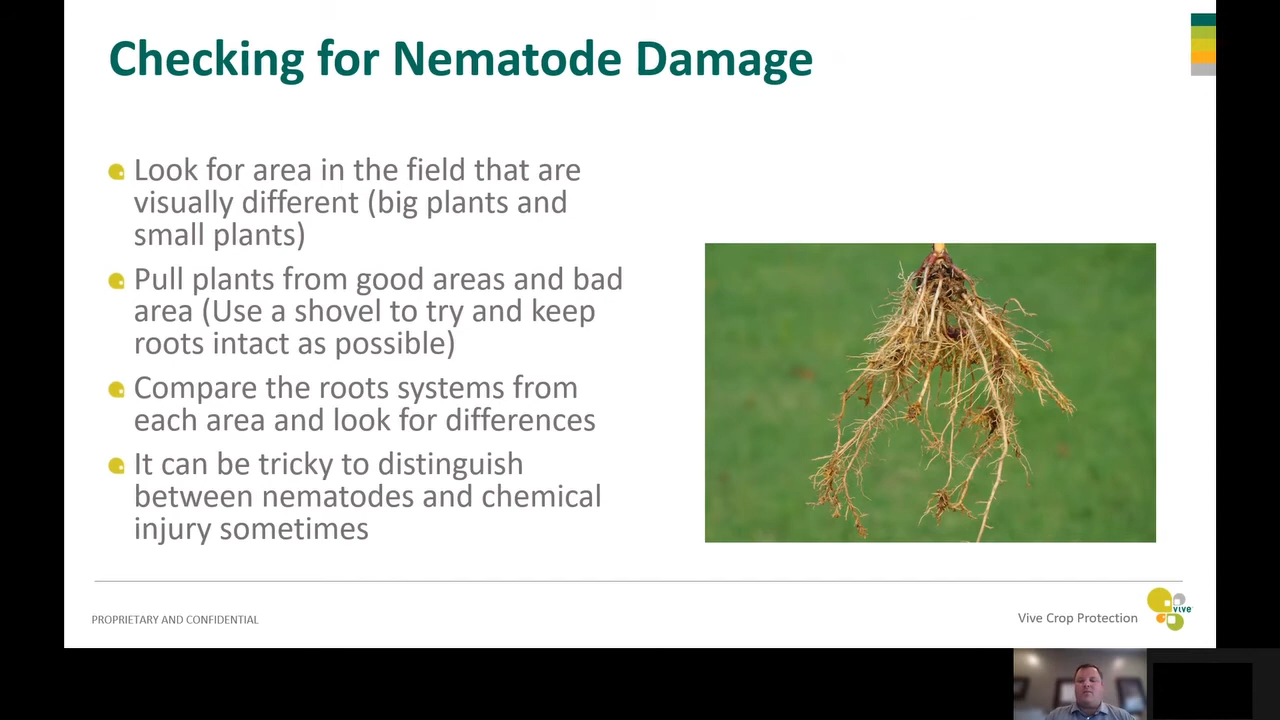 Checking for Nematode Damage
Look for area in the field that are
visually different (big plants and
small plants)
Pull plants from good areas and bad
area (Use a shovel to try and keep
roots intact as possible)
Compare the roots systems from
each area and look for differences
It can be tricky to distinguish
between nematodes and chemical
injury sometimes
PROPRIETARY AND CONFIDENTIAL
Vive Crop Protection
vive